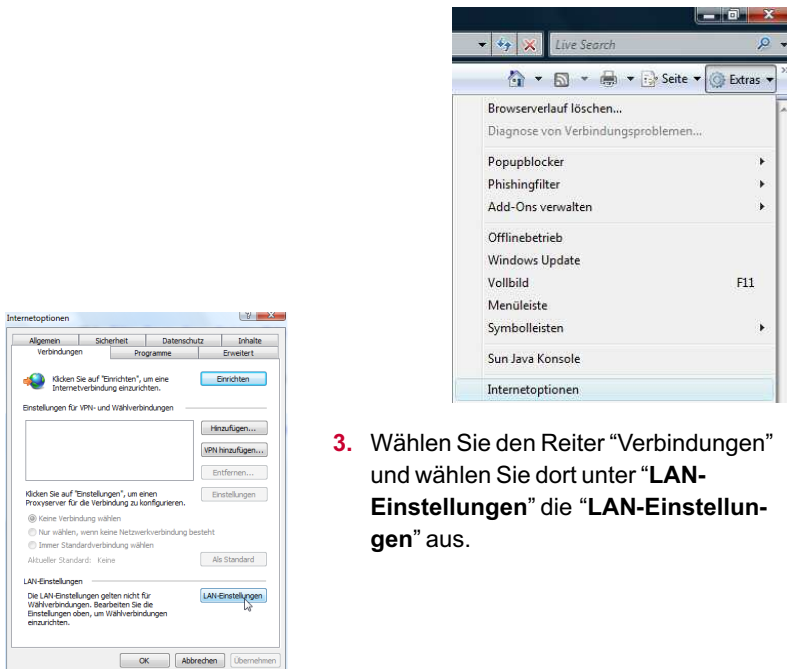 Live Search
Seite
Extras
Browserverlauf löschen...
Diagnose von Verbindungsproblemen...
Popupblocker
Phishingfilter
Add-Ons verwalten
Offlinebetrieb
Windows Update
Vollbild F11
Menüleiste
Symbolleisten
Sun Java Konsole
Internetoptionen
Internetoptionen
Allgemein Sicherheit Datenschutz Inhalte
Verbindungen Programme Erweitert
Klicken Sie auf "Einrichten", um eine
Internetverbindung einzurichten.
Einrichten
Einstellungen für VPN- und Wählverbindungen
Hinzufügen...
VPN hinzufügen...
Entfernen...
Klicken Sie auf "Einstellungen", um einen
Proxyserver für die Verbindung zu konfigurieren.
Einstellungen
Keine Verbindung wählen
Nur wählen, wenn keine Netzwerkverbindung besteht
Immer Standardverbindung wählen
Aktueller Standard: Keine
Als Standard
LAN-Einstellungen
Die LAN-Einstellungen gelten nicht für
Wählverbindungen. Bearbeiten Sie die
Einstellungen oben, um Wählverbindungen
einzurichten.
LAN-Einstellungen
OK Abbrechen Übernehmen
3. Wählen Sie den Reiter “Verbindungen”
und wählen Sie dort unter “LAN-
Einstellungen” die “LAN-Einstellun-
gen” aus.